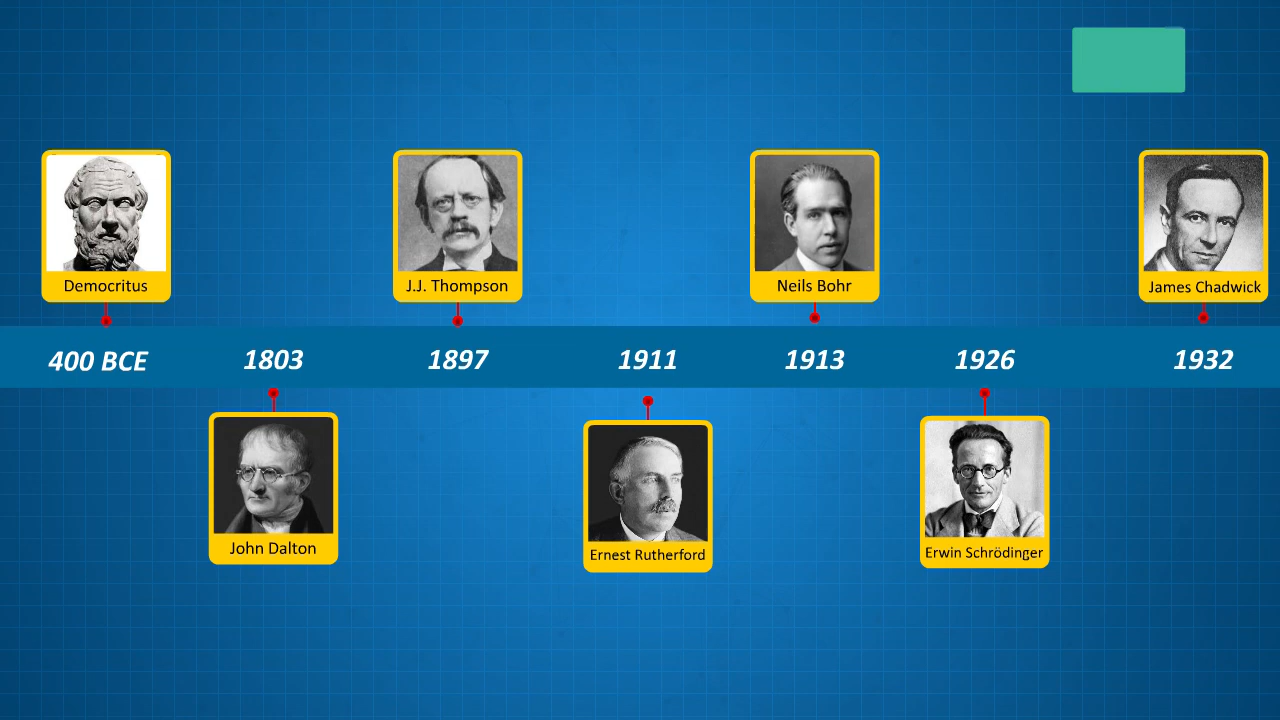 Democritus
J.J. Thompson
Neils Bohr
James Chadwick
400 BCE
1803
1897
1911
1913
1926
1932
John Dalton
Ernest Rutherford
Erwin Schrödinger